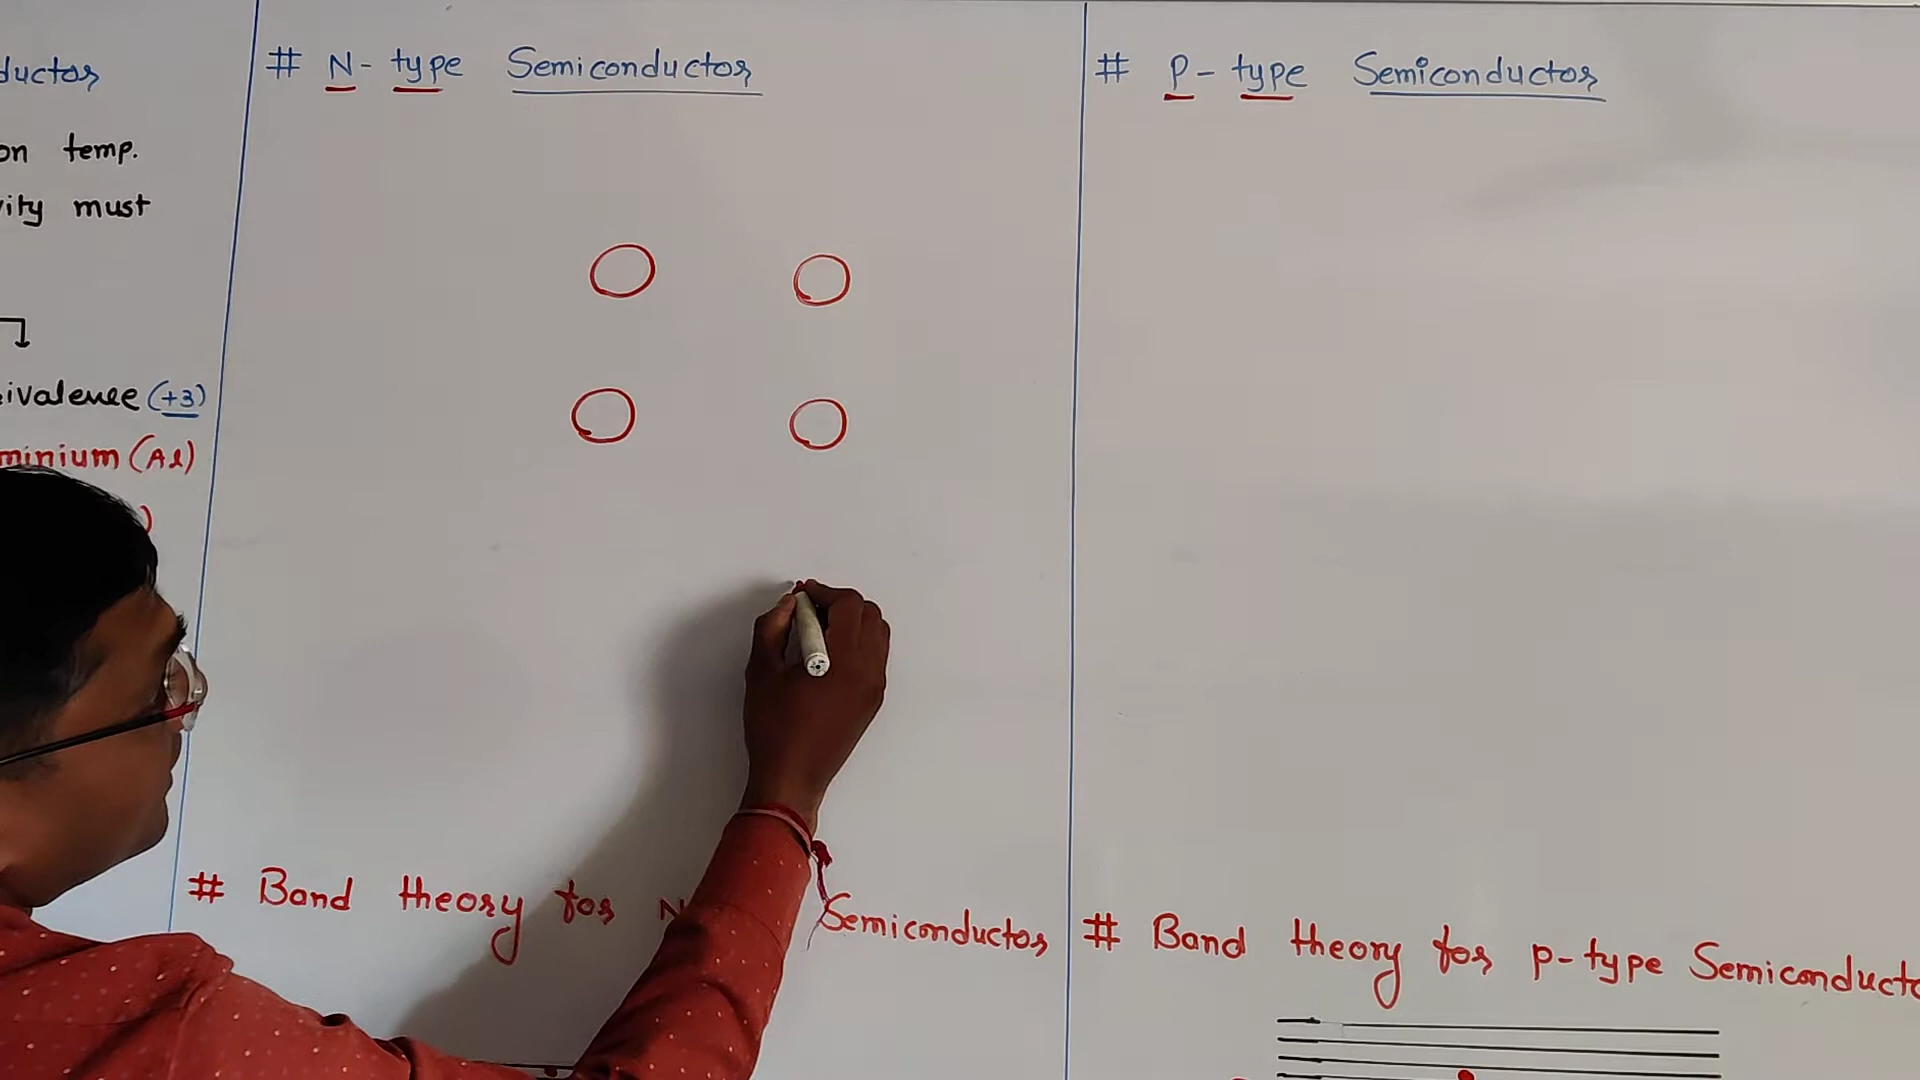 ductor
on temp.
vity must
ivalence (+3)
minium (Al)
)
# N-type Semiconductor
# Band theory for N Semiconductor
# P-type Semiconductor
# Band theory for p-type Semiconducto